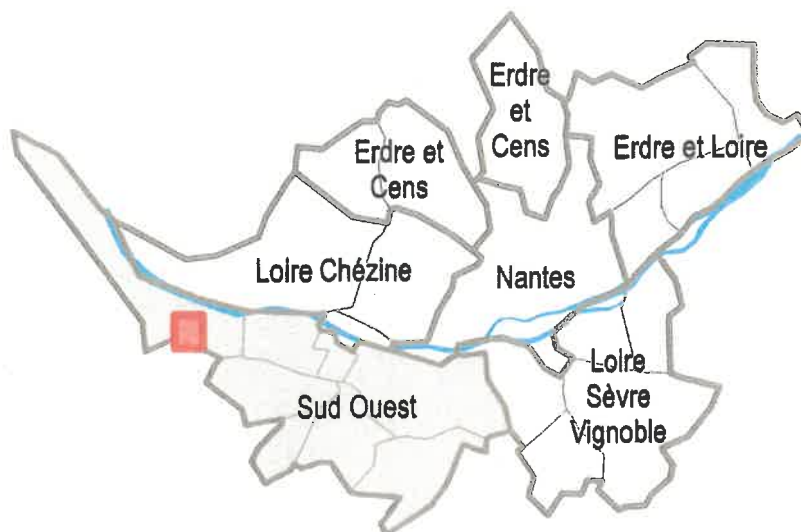 Erdre
et
Cens
Erdre et
Cens
Erdre et Loire
Loire Chézine
Nantes
Loire
Sèvre
Vignoble
Sud Ouest